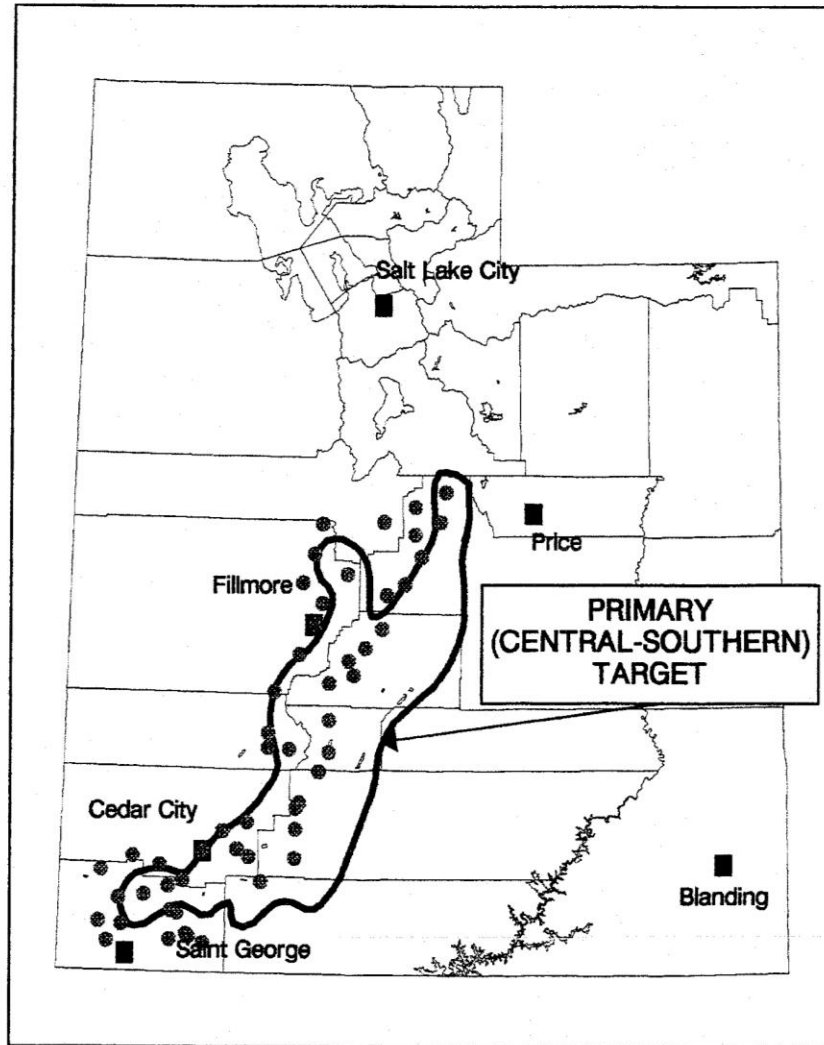 Salt Lake City
Price
Fillmore
PRIMARY
(CENTRAL-SOUTHERN)
TARGET
Cedar City
Blanding
Saint George